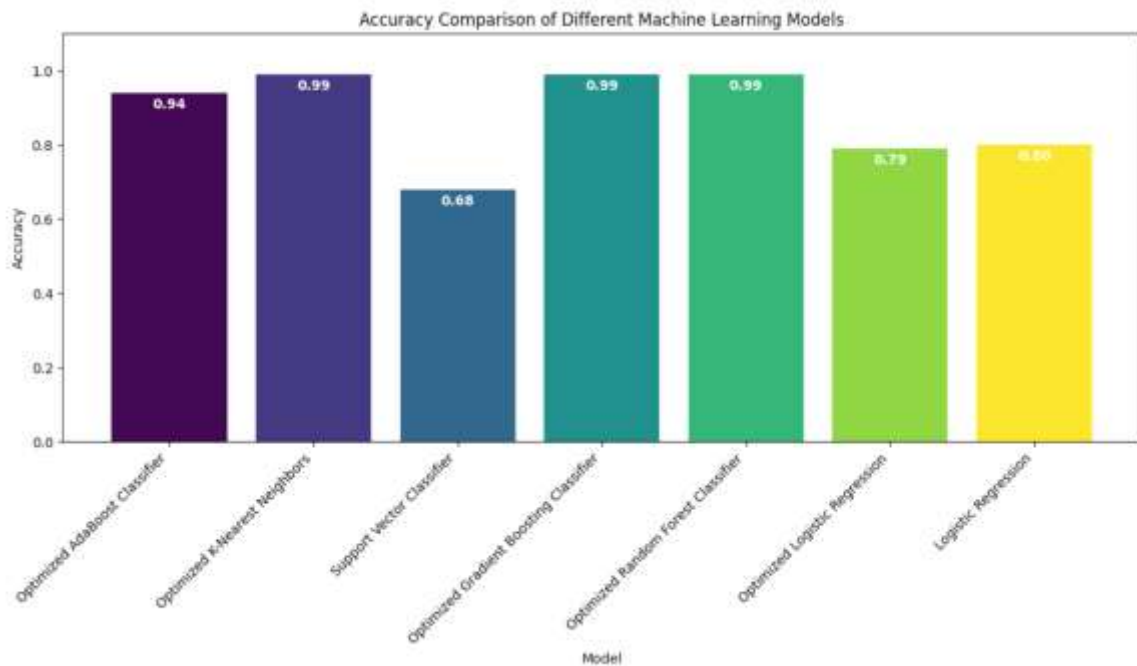 Accuracy Comparison of Different Machine Learning Models
Accuracy
1.0
0.8
0.6
0.4
0.2
0.0
0.94
0.99
0.68
0.99
0.99
0.79
0.80
Optimized AdaBoost Classifier
Optimized K-Nearest Neighbors
Support Vector Classifier
Optimized Gradient Boosting Classifier
Optimized Random Forest Classifier
Optimized Logistic Regression
Logistic Regression
Model